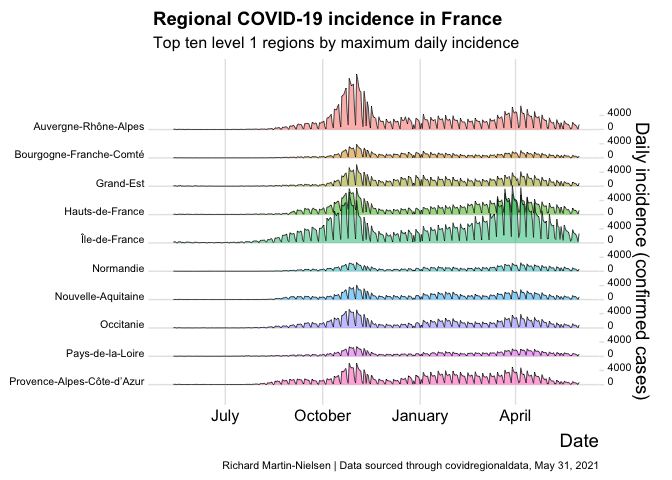 Regional COVID-19 incidence in France
Top ten level 1 regions by maximum daily incidence
Auvergne-Rhône-Alpes
4000
0
Bourgogne-Franche-Comté
4000
0
Grand-Est
4000
0
Hauts-de-France
4000
0
Île-de-France
4000
0
Normandie
4000
0
Nouvelle-Aquitaine
4000
0
Occitanie
4000
0
Pays-de-la-Loire
4000
0
Provence-Alpes-Côte-d'Azur
4000
0
Daily incidence (confirmed cases)
July October January April
Date
Richard Martin-Nielsen | Data sourced through covidregionaldata, May 31, 2021